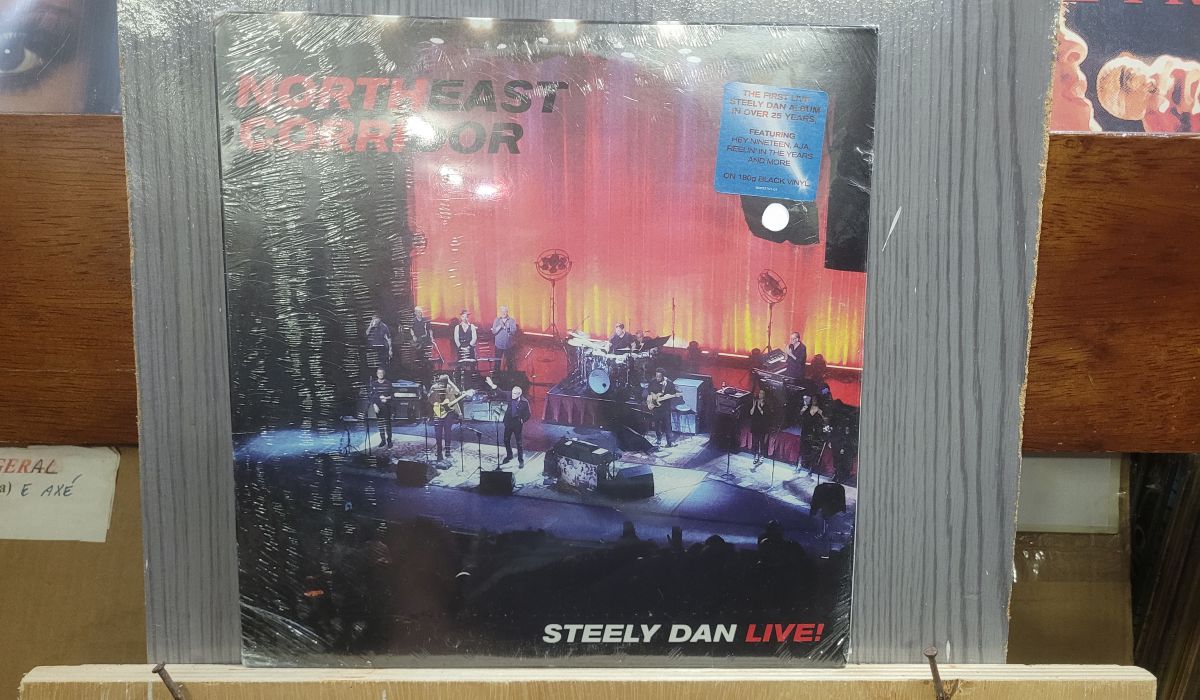 NORTHEAST
CORRIDOR
THE FIRST LIVE
STEELY DAN ALBUM
IN OVER 25 YEARS
FEATURING
HEY NINETEEN, AJA,
REELIN' IN THE YEARS
AND MORE
ON 180g BLACK VINYL
STEELY DAN LIVE!
GERAL
a) E AXÉ